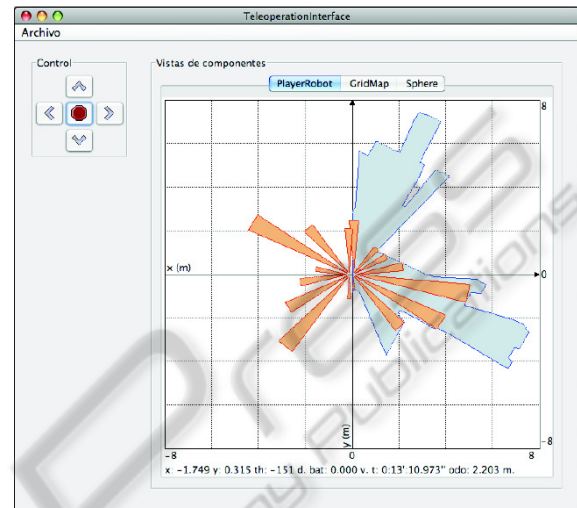 TeleoperationInterface
Archivo
Control
Vistas de componentes
PlayerRobot GridMap Sphere
8
x (m)
0
y (m)
-8
-8 0 8
x: -1.749 y: 0.315 th: -151 d. bat: 0.000 v. t: 0:13'10.973" odo: 2.203 m.
Publications